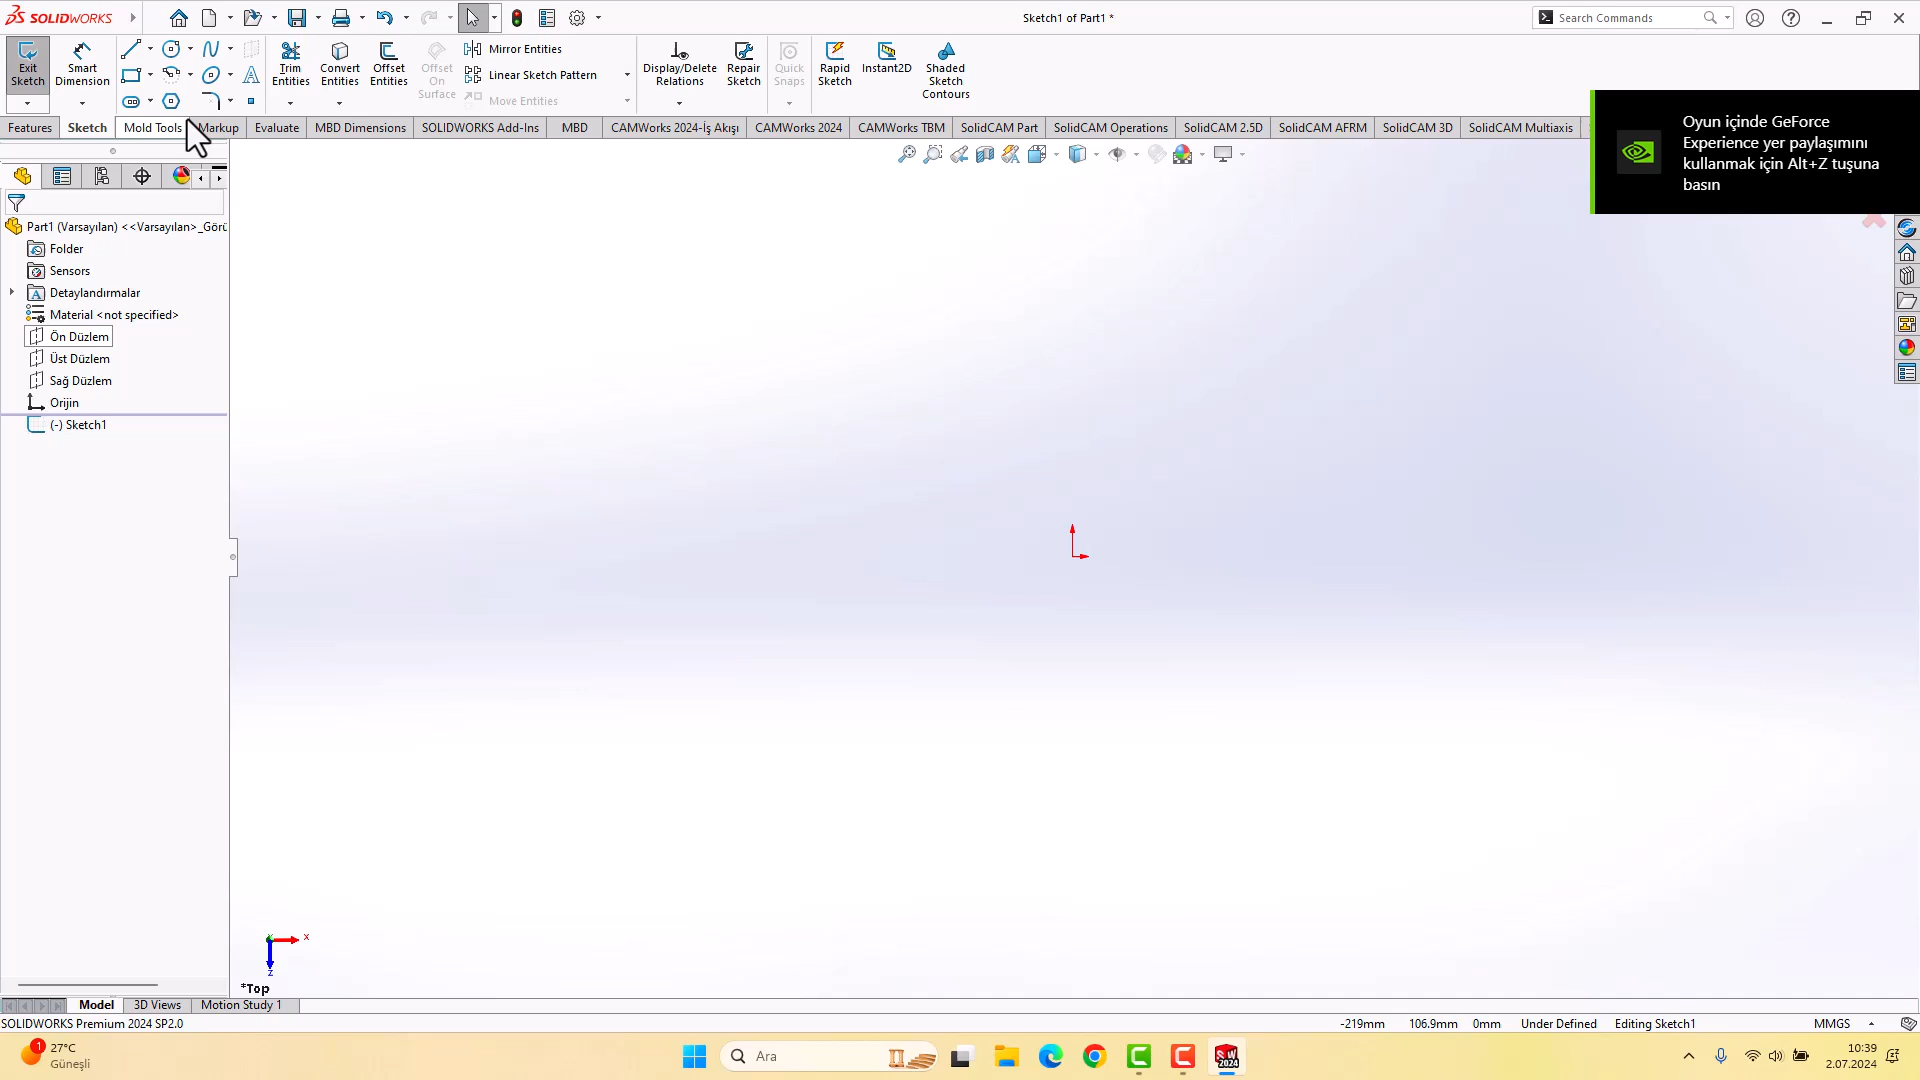 SOLIDWORKS
Sketch1 of Part1 *
Search Commands
Exit Sketch
Smart Dimension
Trim Entities
Convert Entities
Offset Entities
Offset On Surface
Mirror Entities
Linear Sketch Pattern
Move Entities
Display/Delete Relations
Repair Sketch
Quick Snaps
Rapid Sketch
Instant2D
Shaded Sketch Contours
Features
Sketch
Mold Tools
Markup
Evaluate
MBD Dimensions
SOLIDWORKS Add-Ins
MBD
CAMWorks 2024-İş Akışı
CAMWorks 2024
CAMWorks TBM
SolidCAM Part
SolidCAM Operations
SolidCAM 2.5D
SolidCAM AFRM
SolidCAM 3D
SolidCAM Multiaxis
Oyun içinde GeForce
Experience yer paylaşımını
kullanmak için Alt+Z tuşuna
basın
Part1 (Varsayılan) <<Varsayılan>_Görü
Folder
Sensors
Detaylandırmalar
Material <not specified>
Ön Düzlem
Üst Düzlem
Sağ Düzlem
Orijin
(-) Sketch1
x
z
*Top
Model
3D Views
Motion Study 1
SOLIDWORKS Premium 2024 SP2.0
-219mm
106.9mm
0mm
Under Defined
Editing Sketch1
MMGS
1
27°C
Güneşli
Ara
2024
10:39
2.07.2024